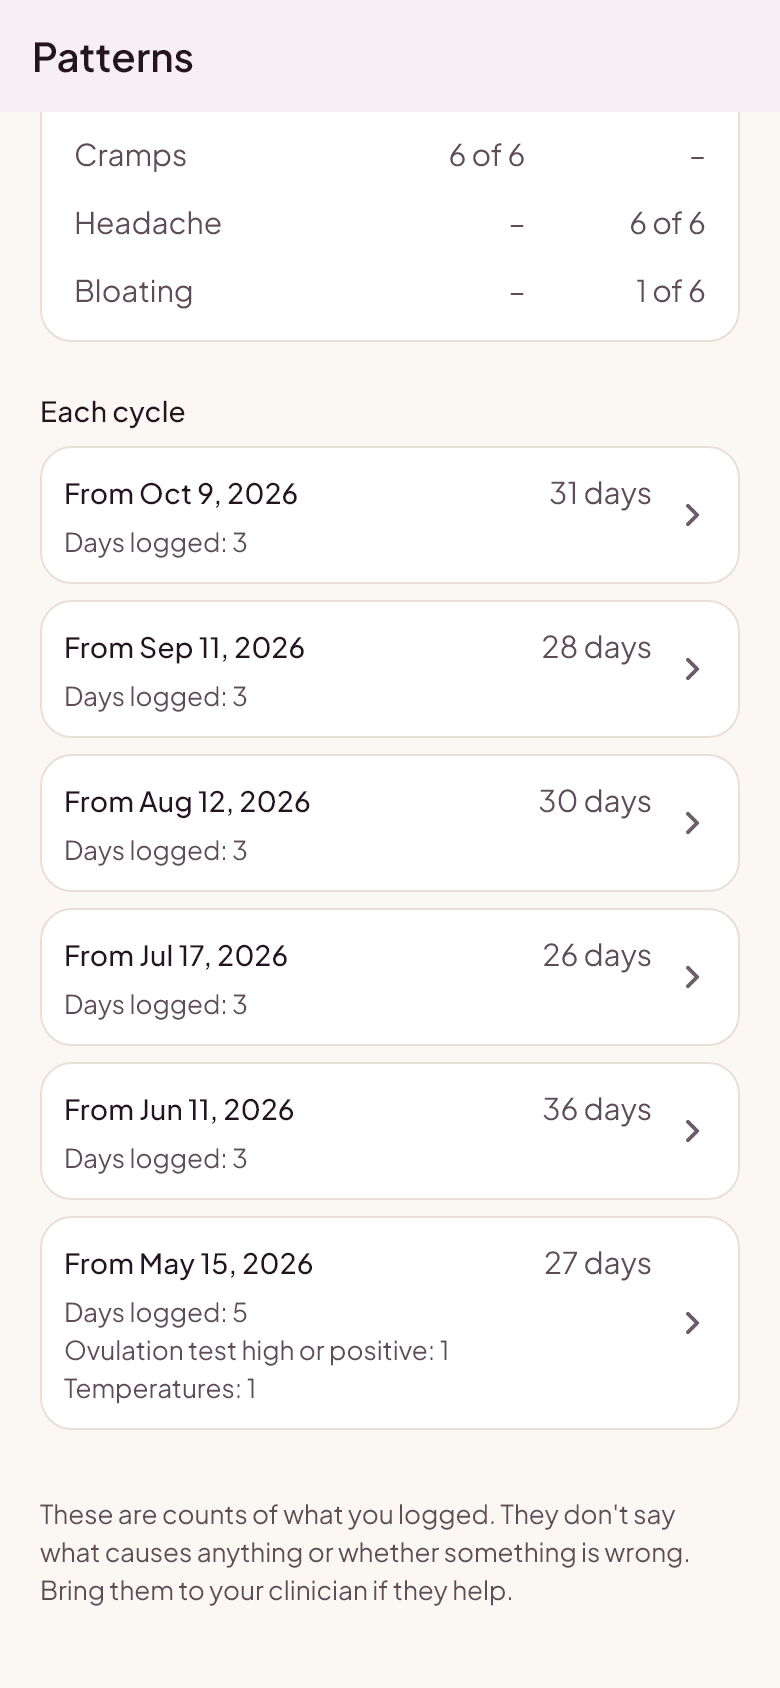 Patterns
Cramps 6 of 6 –
Headache – 6 of 6
Bloating – 1 of 6
Each cycle
From Oct 9, 2026 31 days
Days logged: 3
From Sep 11, 2026 28 days
Days logged: 3
From Aug 12, 2026 30 days
Days logged: 3
From Jul 17, 2026 26 days
Days logged: 3
From Jun 11, 2026 36 days
Days logged: 3
From May 15, 2026 27 days
Days logged: 5
Ovulation test high or positive: 1
Temperatures: 1
These are counts of what you logged. They don't say
what causes anything or whether something is wrong.
Bring them to your clinician if they help.